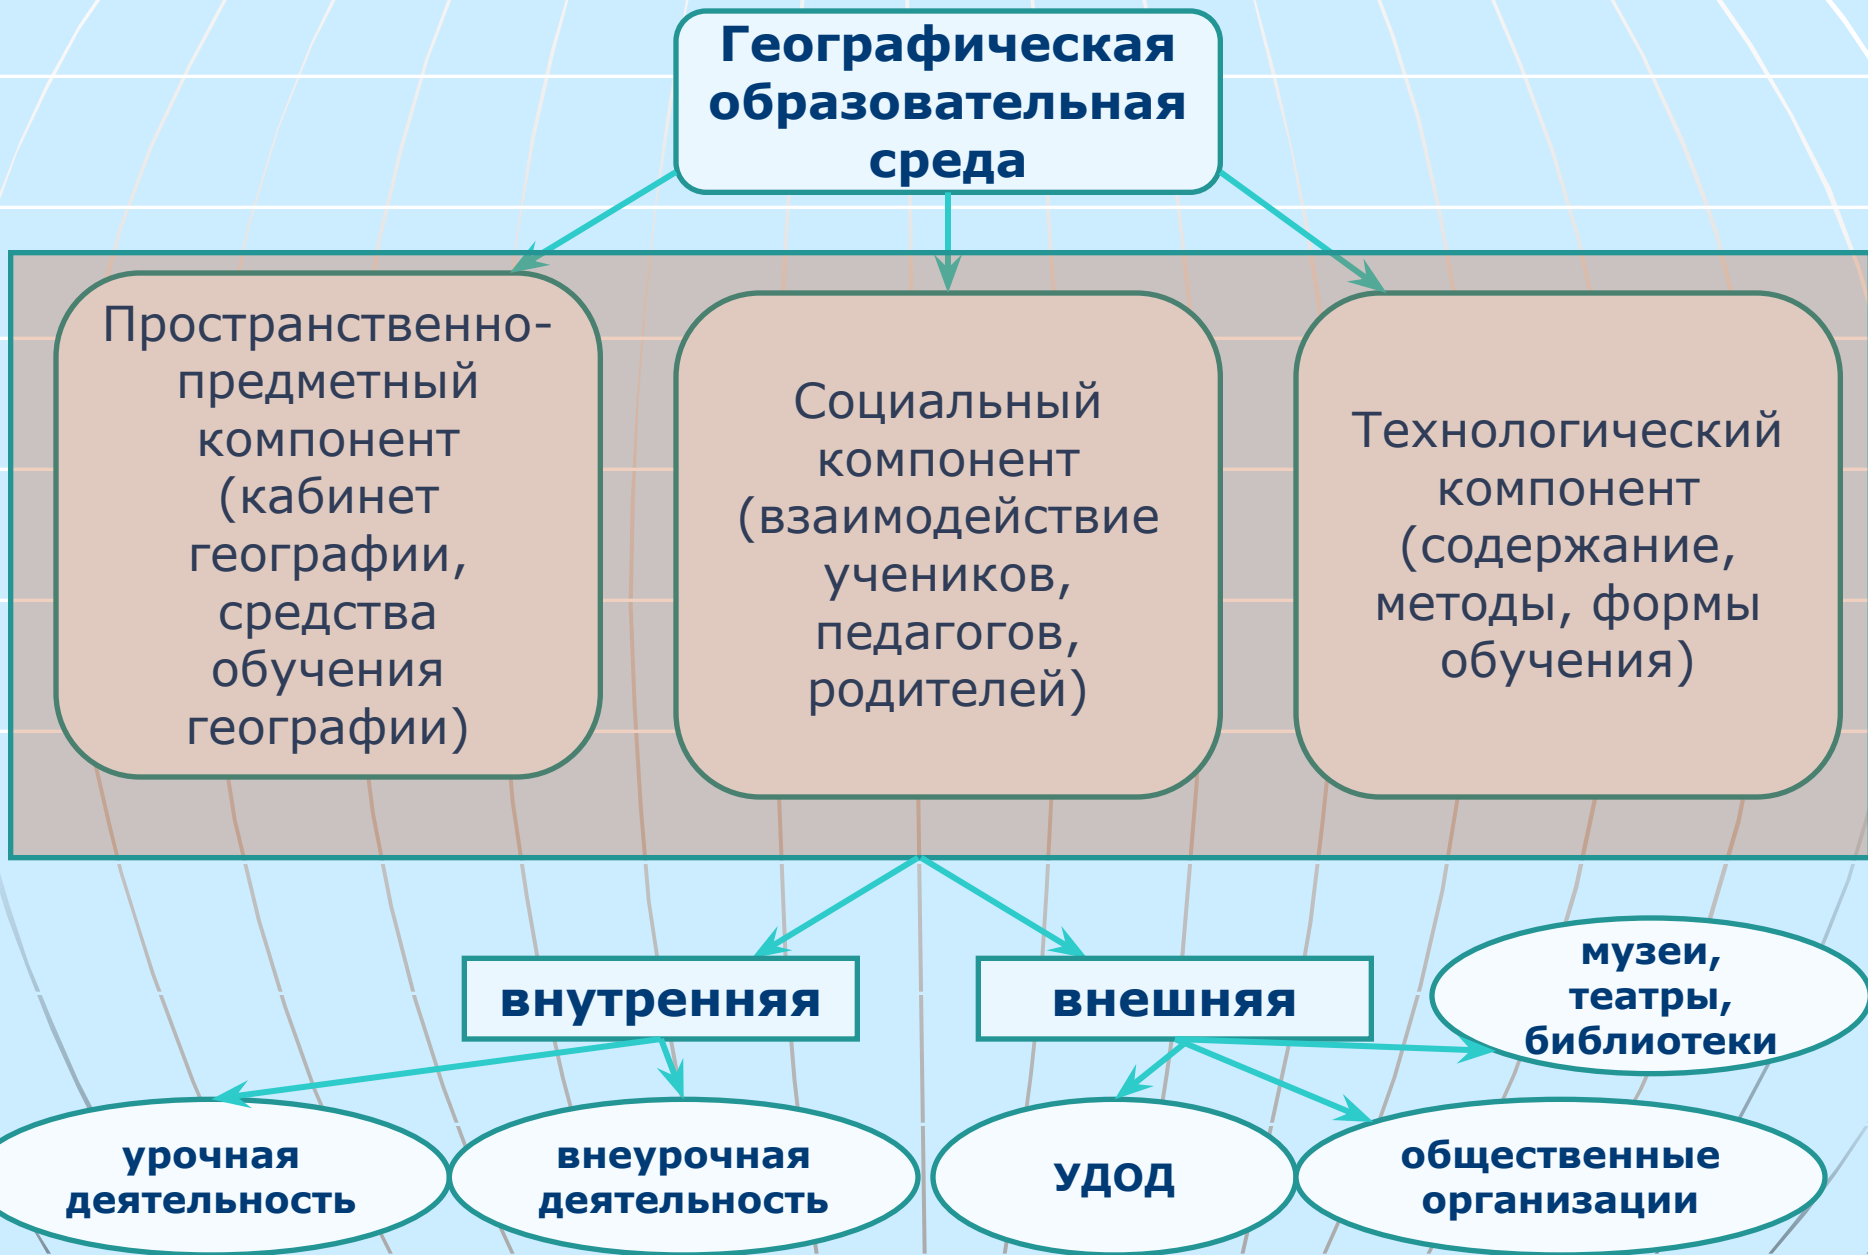 Географическая
образовательная
среда
Пространственно-
предметный
компонент
(кабинет
географии,
средства
обучения
географии)
Социальный
компонент
(взаимодействие
учеников,
педагогов,
родителей)
Технологический
компонент
(содержание,
методы, формы
обучения)
внутренняя
внешняя
музеи,
театры,
библиотеки
урочная
деятельность
внеурочная
деятельность
УДОД
общественные
организации